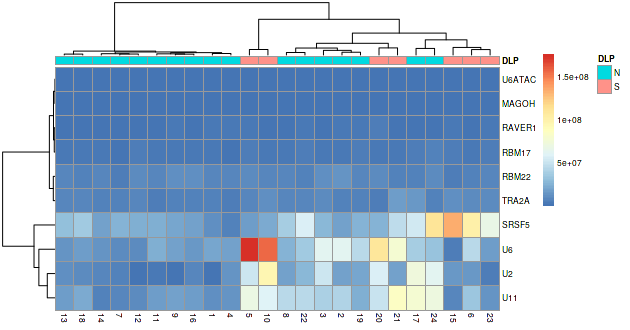 DLP
DLP
U6ATAC
N
S
MAGOH
1.5e+08
RAVER1
1e+08
RBM17
5e+07
RBM22
TRA2A
SRSF5
U6
U2
U11
13 18 14 7 12 11 9 16 1 4 5 10 8 22 3 2 19 20 21 17 24 15 6 23